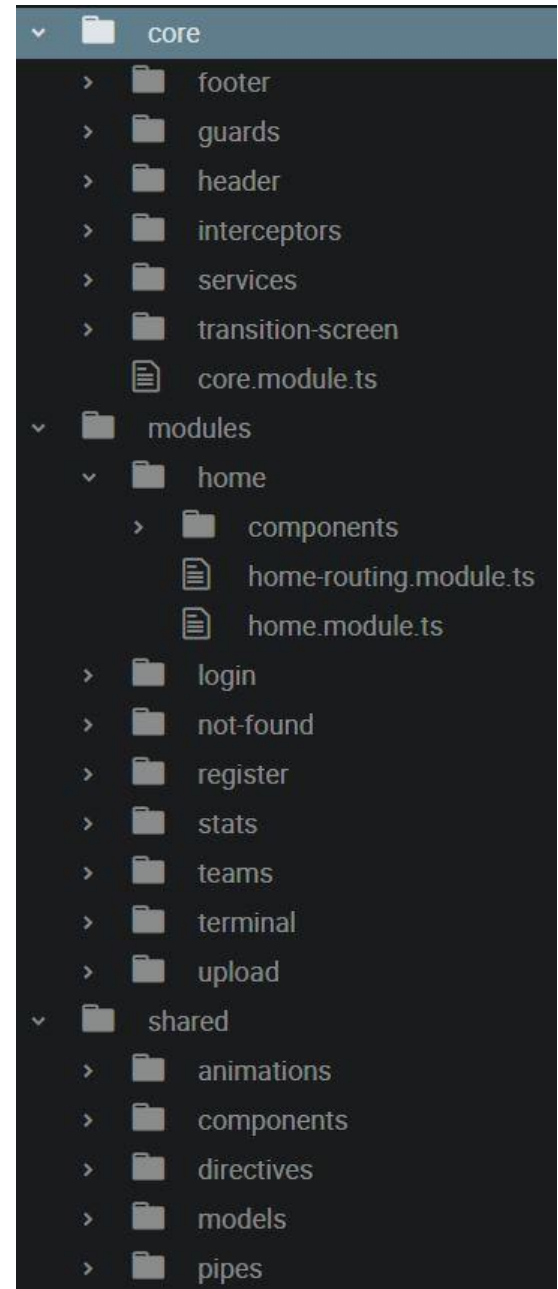 core
footer
guards
header
interceptors
services
transition-screen
core.module.ts
modules
home
components
home-routing.module.ts
home.module.ts
login
not-found
register
stats
teams
terminal
upload
shared
animations
components
directives
models
pipes